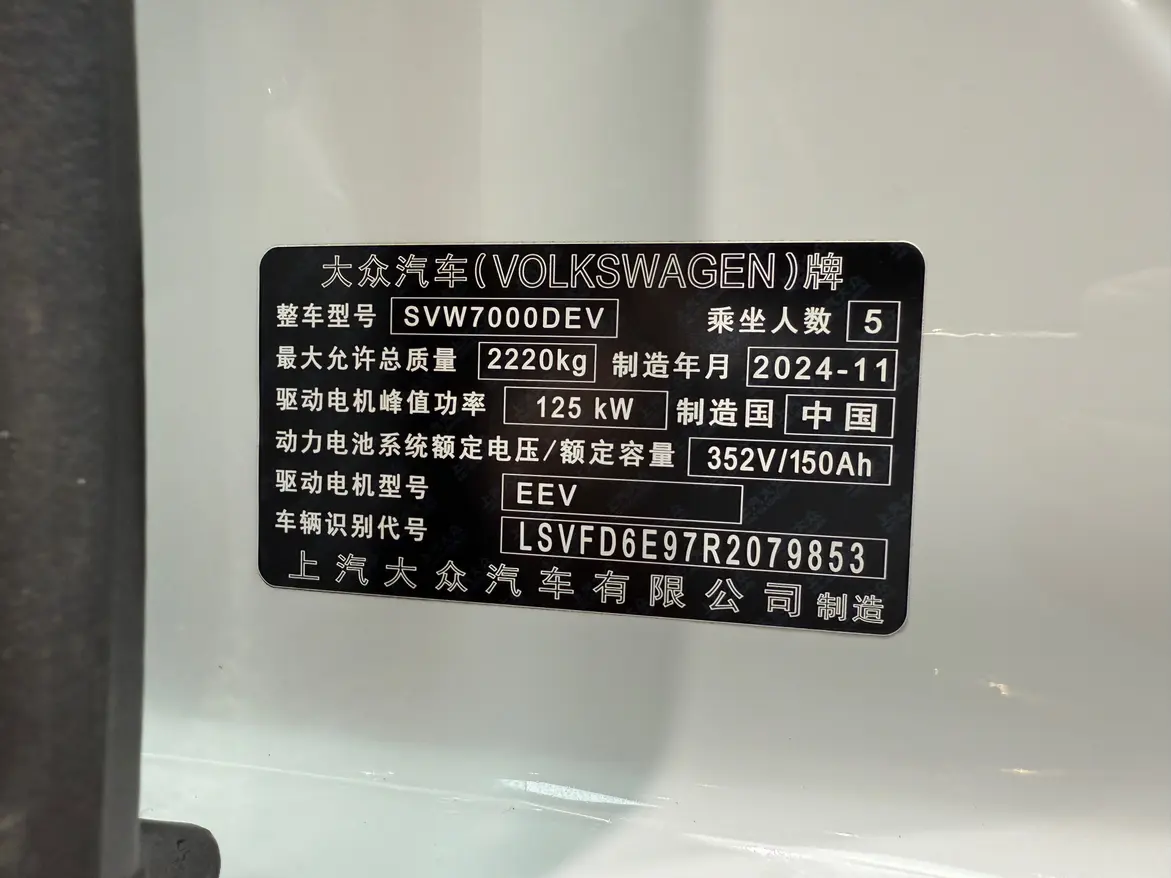 大众汽车(VOLKSWAGEN)牌
整车型号 SVW7000DEV 乘坐人数 5
最大允许总质量 2220kg 制造年月 2024-11
驱动电机峰值功率 125 kW 制造国 中国
动力电池系统额定电压/额定容量 352V/150Ah
驱动电机型号 EEV
车辆识别代号 LSVFD6E97R2079853
上汽大众汽车有限公司制造